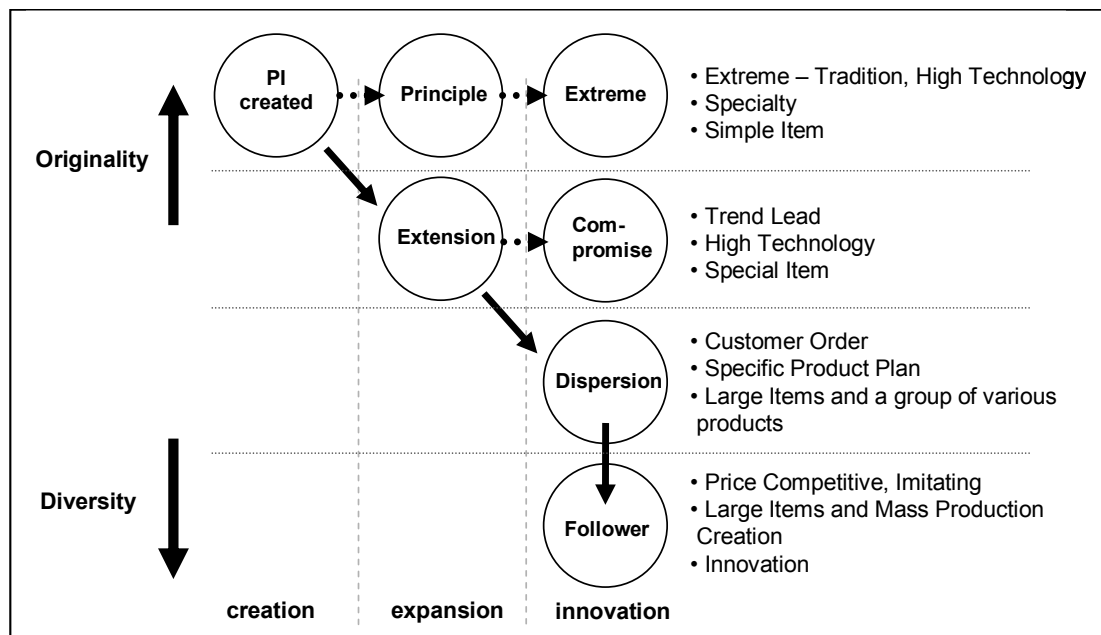 PI
created
Principle
Extreme
• Extreme – Tradition, High Technology
• Specialty
• Simple Item
Originality
Extension
Com-
promise
• Trend Lead
• High Technology
• Special Item
Dispersion
• Customer Order
• Specific Product Plan
• Large Items and a group of various
products
Diversity
Follower
• Price Competitive, Imitating
• Large Items and Mass Production
Creation
• Innovation
creation
expansion
innovation